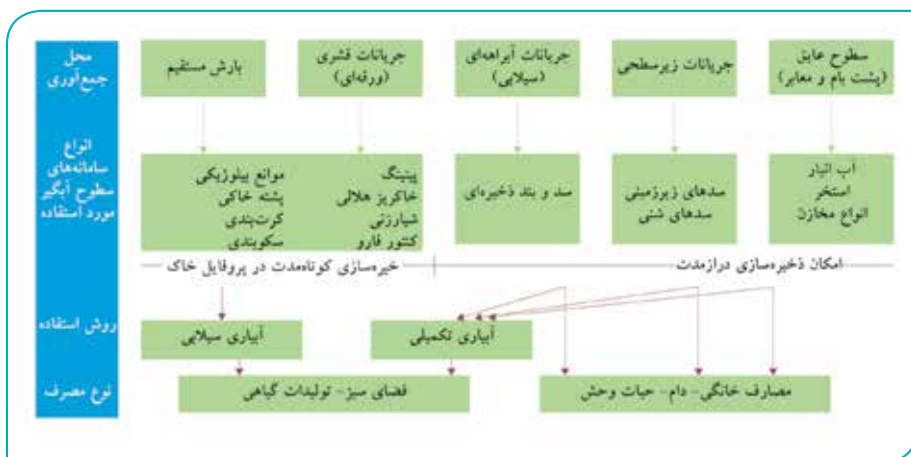 محل
جمع‌آوری
سطوح عایق
(پشت بام و معابر)
جریانات زیرسطحی
جریانات آبراهه‌ای
(سیلابی)
جریانات قشری
(ورقه‌ای)
بارش مستقیم
انواع
سامانه‌های
سطوح آبگیر
مورد استفاده
آب انبار
استخر
انواع مخازن
سدهای زیرزمینی
سدهای شنی
سد و بند ذخیره‌ای
پیتینگ
خاکریز هلالی
شیارزنی
کنتور فارو
موانع بیلوژیکی
پشته خاکی
کرت‌بندی
سکوبندی
امکان ذخیره‌سازی درازمدت
خیره‌سازی کوتاه‌مدت در پروفایل خاک
روش استفاده
آبیاری تکمیلی
آبیاری سیلابی
نوع مصرف
مصارف خانگی- دام- حیات وحش
فضای سبز- تولیدات گیاهی